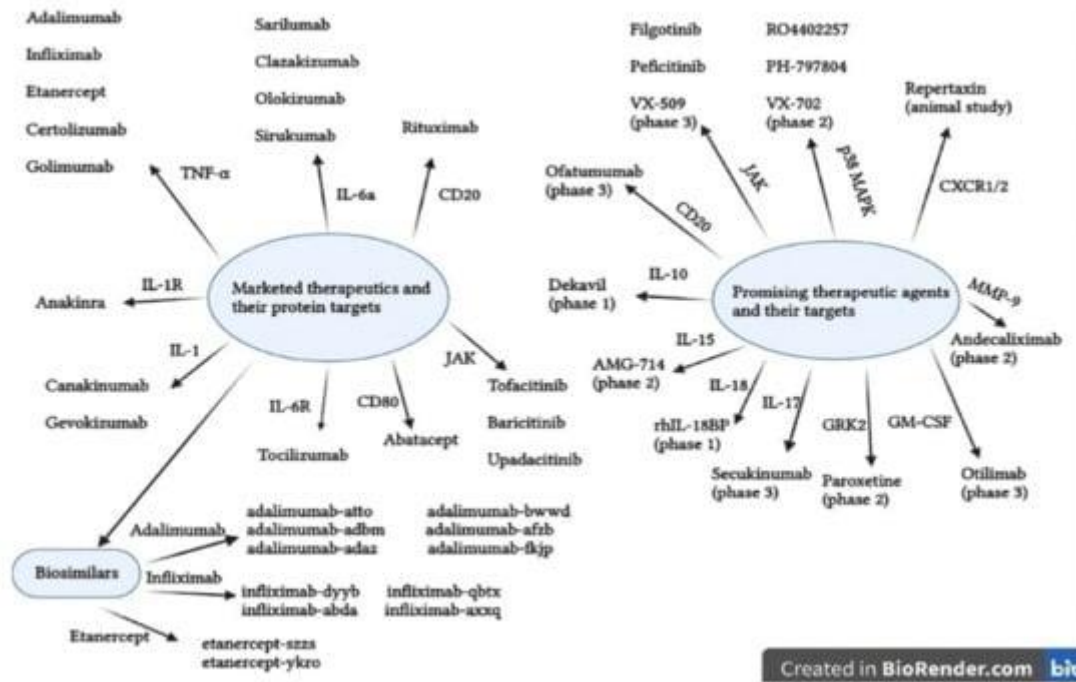 Adalimumab
Infliximab
Etanercept
Certolizumab
Golimumab
TNF-α
Sarilumab
Clazakizumab
Olokizumab
Sirukumab
IL-6a
Rituximab
CD20
IL-1R
Anakinra
Marketed therapeutics and
their protein targets
IL-1
Canakinumab
Gevokizumab
IL-6R
Tocilizumab
CD80
Abatacept
JAK
Tofacitinib
Baricitinib
Upadacitinib
Biosimilars
Adalimumab
adalimumab-atto
adalimumab-adbm
adalimumab-adaz
adalimumab-bwwd
adalimumab-afzb
adalimumab-fkjp
Infliximab
infliximab-dyyb
infliximab-abda
infliximab-qbtx
infliximab-axxq
Etanercept
etanercept-szzs
etanercept-ykro
Filgotinib
Peficitinib
VX-509
(phase 3)
JAK
RO4402257
PH-797804
VX-702
(phase 2)
p38 MAPK
Repertaxin
(animal study)
CXCR1/2
Ofatumumab
(phase 3)
CD20
IL-10
Dekavil
(phase 1)
Promising therapeutic agents
and their targets
MMP-9
Andecaliximab
(phase 2)
IL-15
AMG-714
(phase 2)
IL-18
rhIL-18BP
(phase 1)
IL-17
Secukinumab
(phase 3)
GRK2
Paroxetine
(phase 2)
GM-CSF
Otilimab
(phase 3)
Created in BioRender.com